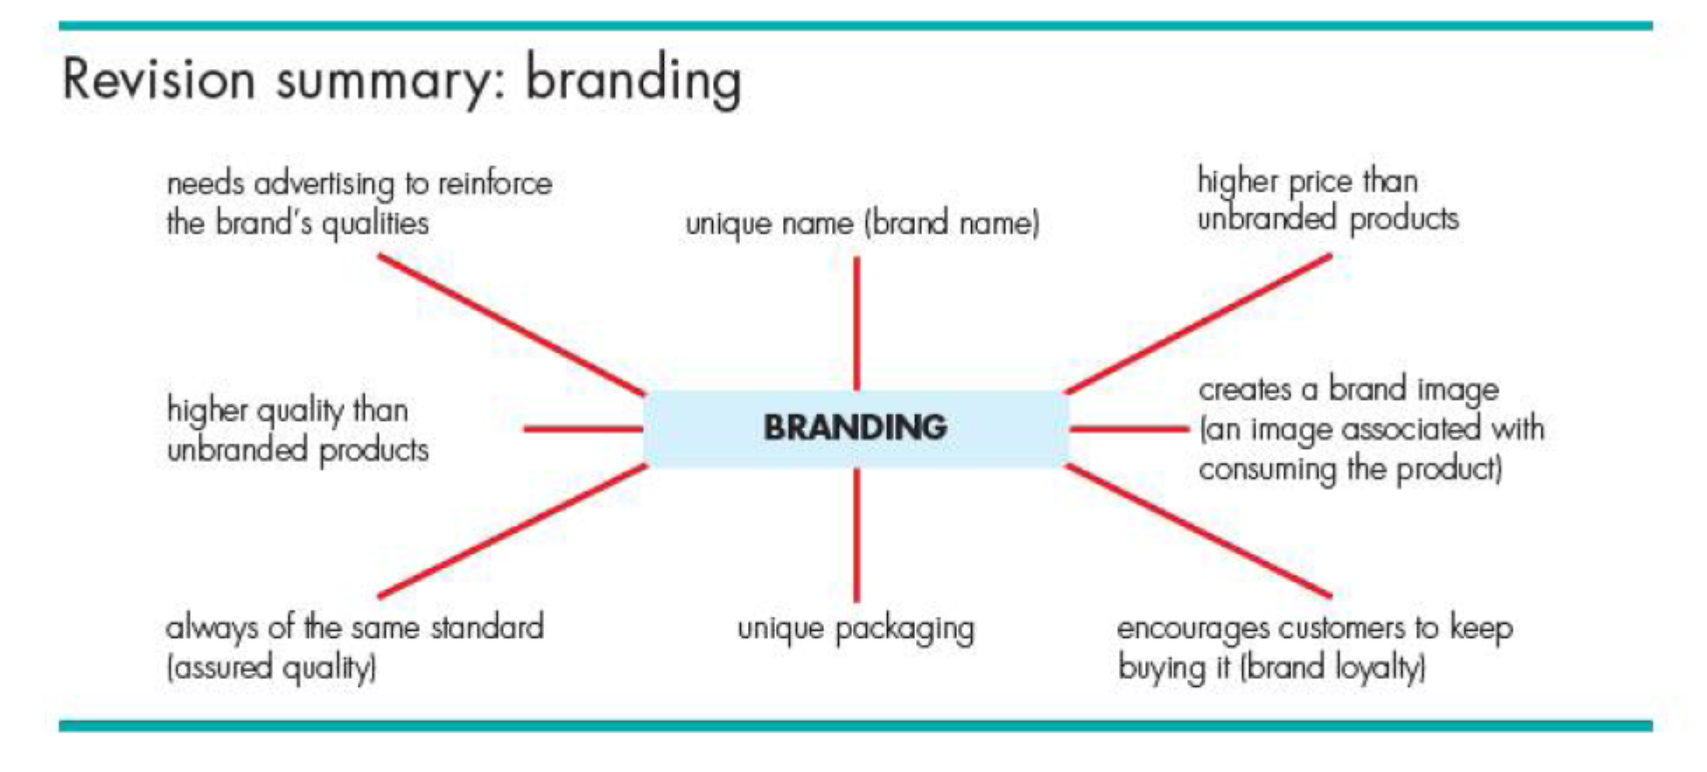 Revision summary: branding
needs advertising to reinforce
the brand's qualities
unique name (brand name)
higher price than
unbranded products
higher quality than
unbranded products
BRANDING
creates a brand image
(an image associated with
consuming the product)
always of the same standard
(assured quality)
unique packaging
encourages customers to keep
buying it (brand loyalty)